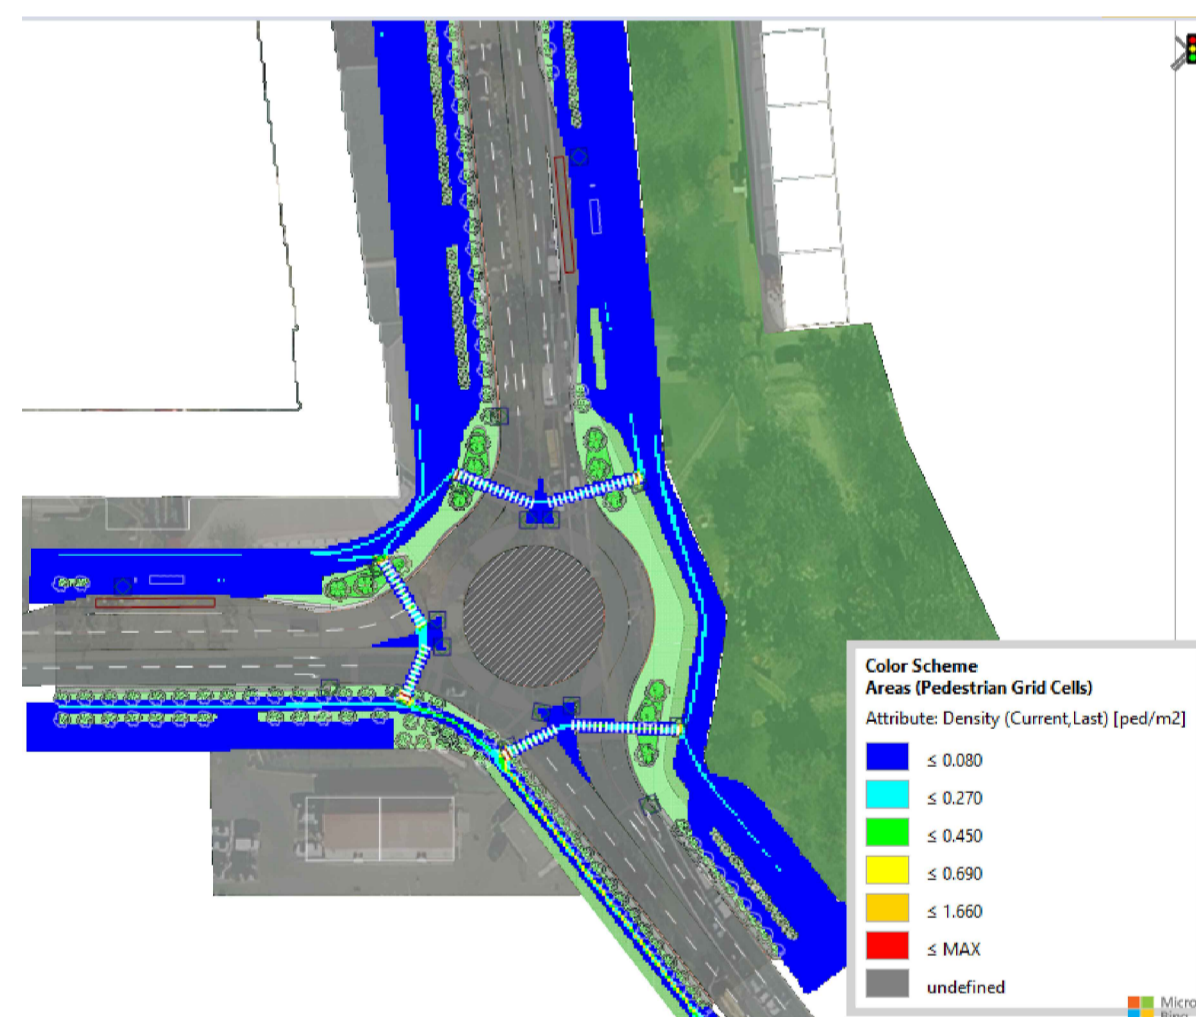 Color Scheme
Areas (Pedestrian Grid Cells)
Attribute: Density (Current,Last) [ped/m2]
≤ 0.080
≤ 0.270
≤ 0.450
≤ 0.690
≤ 1.660
≤ MAX
undefined
Micro